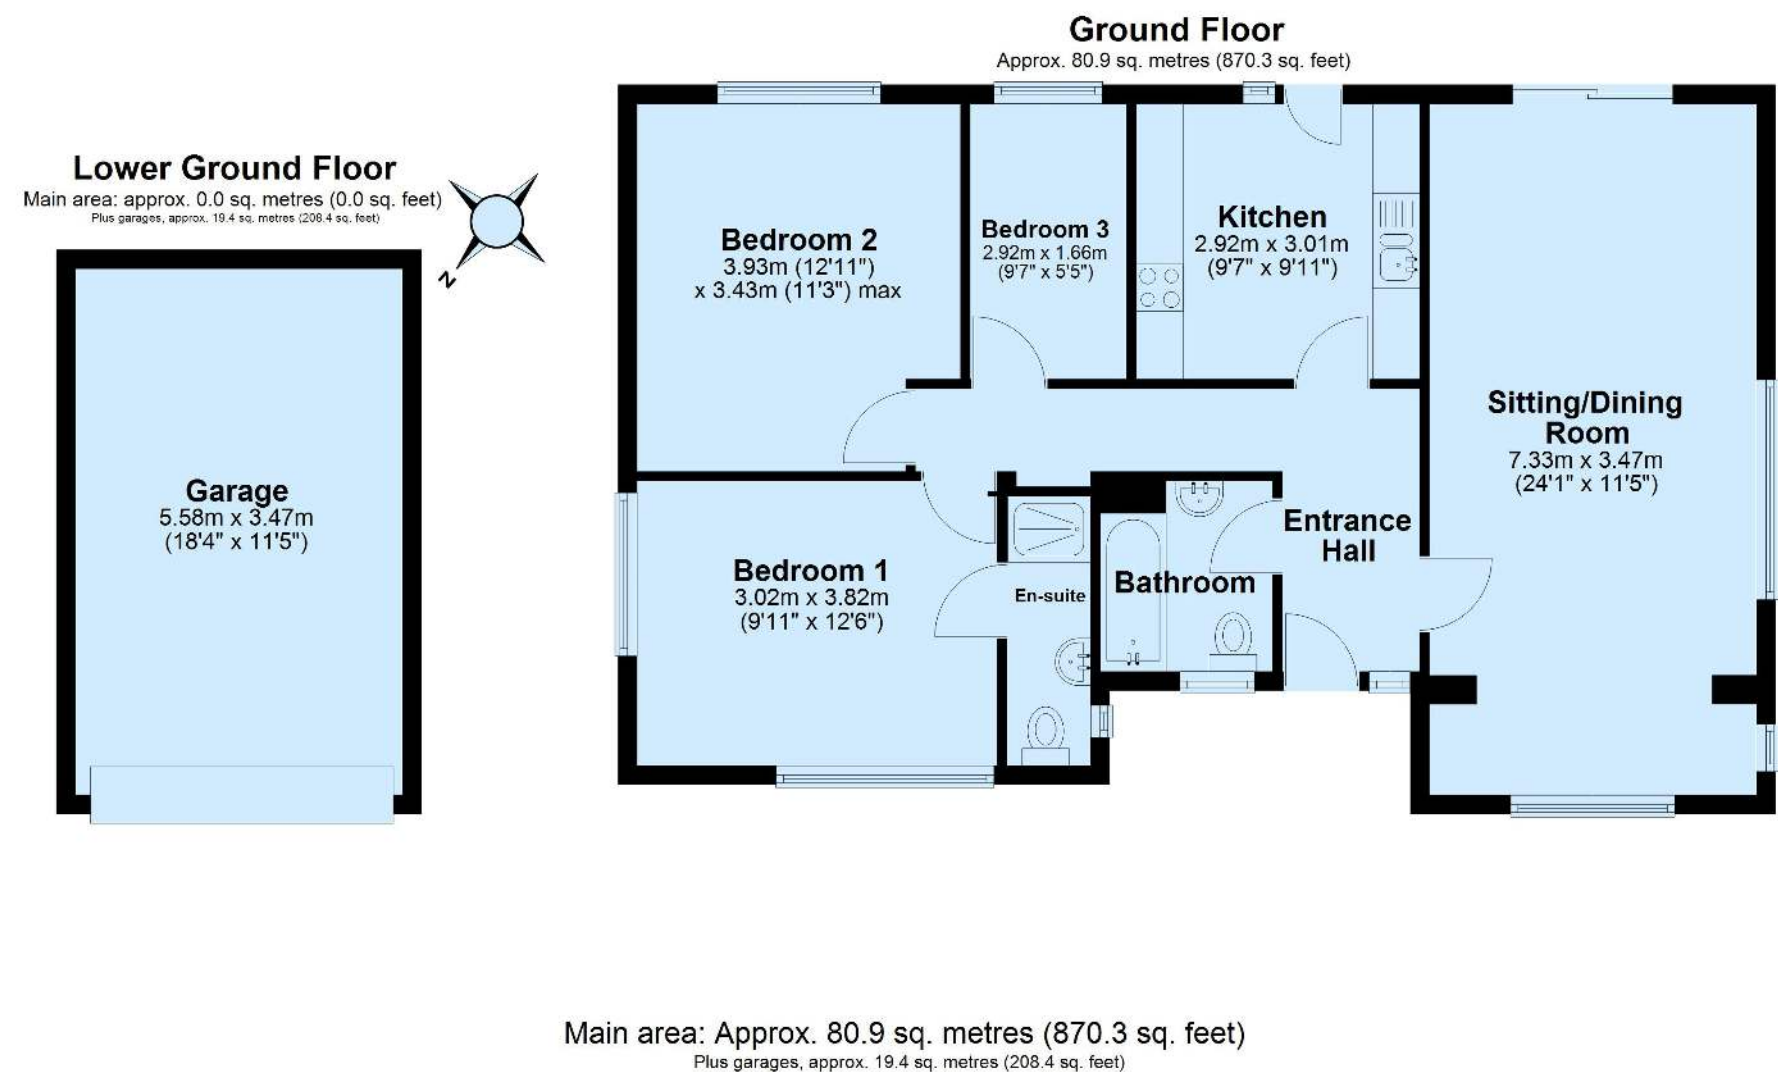 Ground Floor
Approx. 80.9 sq. metres (870.3 sq. feet)
Lower Ground Floor
Main area: approx. 0.0 sq. metres (0.0 sq. feet)
Plus garages, approx. 19.4 sq. metres (208.4 sq. feet)
N
Garage
5.58m x 3.47m
(18'4" x 11'5")
Bedroom 2
3.93m (12'11")
x 3.43m (11'3") max
Bedroom 3
2.92m x 1.66m
(9'7" x 5'5")
Kitchen
2.92m x 3.01m
(9'7" x 9'11")
Sitting/Dining
Room
7.33m x 3.47m
(24'1" x 11'5")
Entrance
Hall
Bedroom 1
3.02m x 3.82m
(9'11" x 12'6")
En-suite
Bathroom
Main area: Approx. 80.9 sq. metres (870.3 sq. feet)
Plus garages, approx. 19.4 sq. metres (208.4 sq. feet)